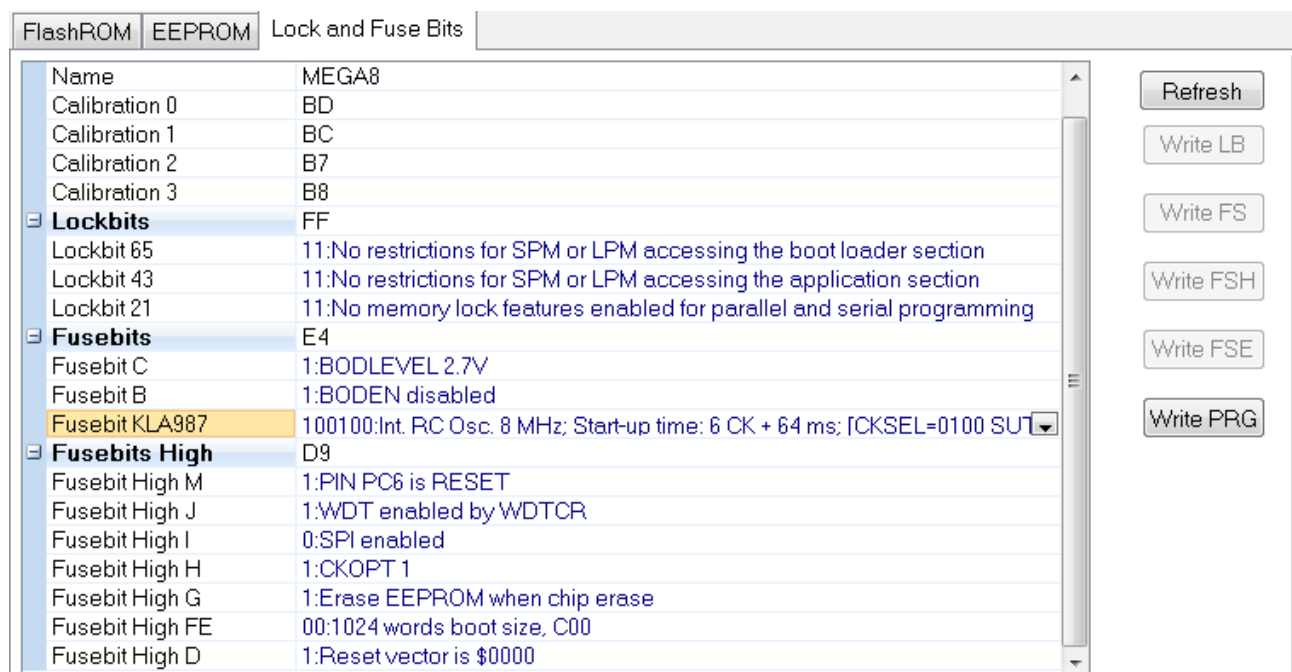 FlashROM EEPROM Lock and Fuse Bits
Name MEGA8
Calibration 0 BD
Calibration 1 BC
Calibration 2 B7
Calibration 3 B8
Lockbits FF
Lockbit 65 11:No restrictions for SPM or LPM accessing the boot loader section
Lockbit 43 11:No restrictions for SPM or LPM accessing the application section
Lockbit 21 11:No memory lock features enabled for parallel and serial programming
Fusebits E4
Fusebit C 1:BODLEVEL 2.7V
Fusebit B 1:BODEN disabled
Fusebit KLA987 100100:Int. RC Osc. 8 MHz; Start-up time: 6 CK + 64 ms; [CKSEL=0100 SUT
Fusebits High D9
Fusebit High M 1:PIN PC6 is RESET
Fusebit High J 1:WDT enabled by WDTCR
Fusebit High I 0:SPI enabled
Fusebit High H 1:CKOPT 1
Fusebit High G 1:Erase EEPROM when chip erase
Fusebit High FE 00:1024 words boot size, C00
Fusebit High D 1:Reset vector is $0000
Refresh
Write LB
Write FS
Write FSH
Write FSE
Write PRG